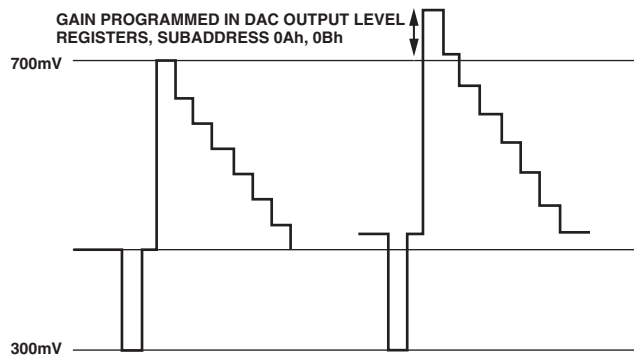 GAIN PROGRAMMED IN DAC OUTPUT LEVEL
REGISTERS, SUBADDRESS 0Ah, 0Bh
700mV
300mV